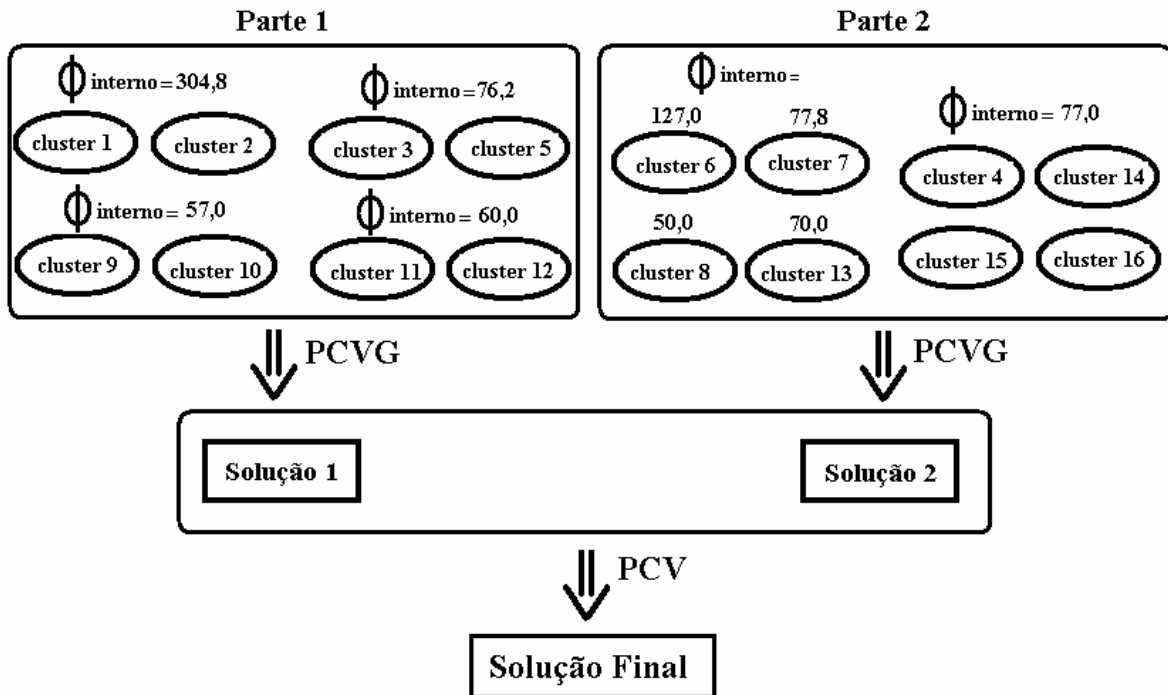 Parte 1
Parte 2
ϕ interno = 304,8
ϕ interno = 76,2
cluster 1
cluster 2
cluster 3
cluster 5
ϕ interno = 57,0
ϕ interno = 60,0
cluster 9
cluster 10
cluster 11
cluster 12
ϕ interno =
127,0
77,8
ϕ interno = 77,0
cluster 6
cluster 7
cluster 4
cluster 14
50,0
70,0
cluster 8
cluster 13
cluster 15
cluster 16
PCVG
PCVG
Solução 1
Solução 2
PCV
Solução Final